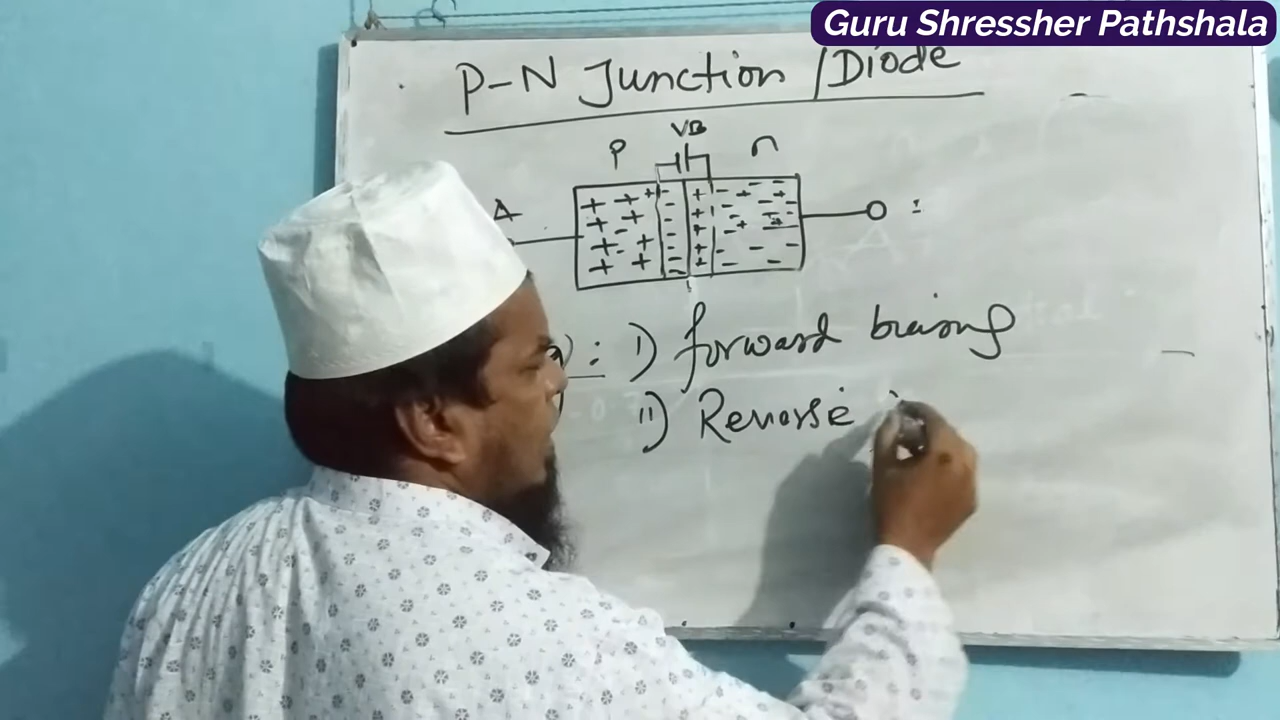 Guru Shressher Pathshala
P-N Junction /Diode
VB
P n
A
: i) forward biasing
ii) Reverse